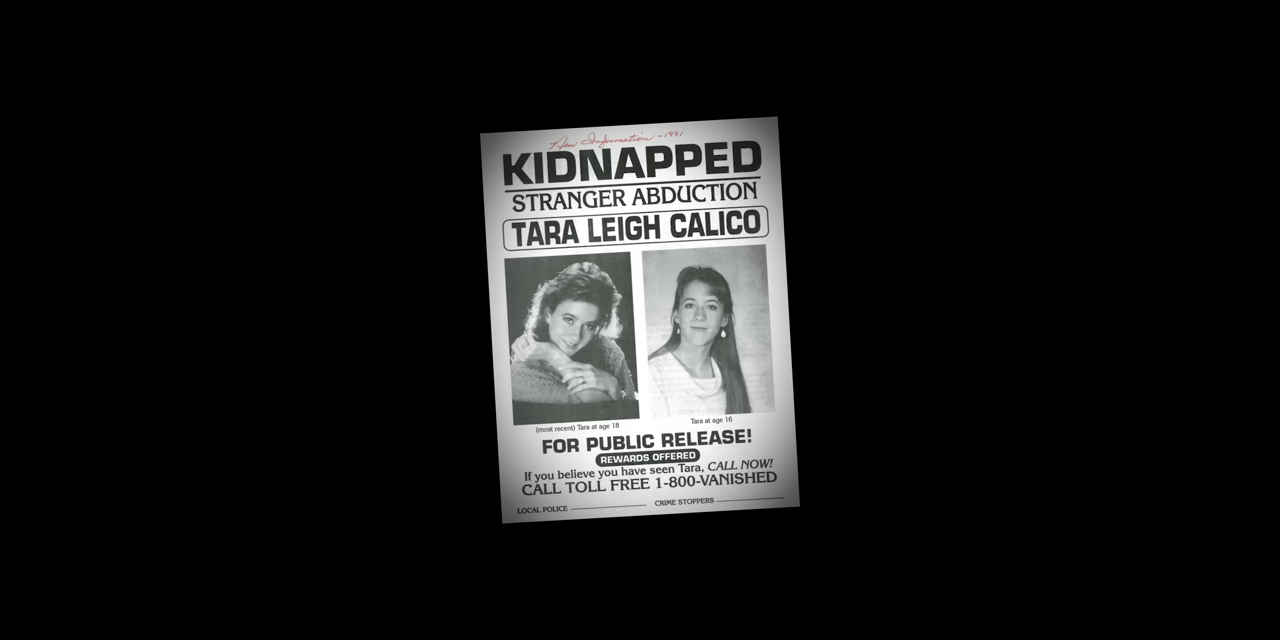 New Information - 1991
KIDNAPPED
STRANGER ABDUCTION
TARA LEIGH CALICO
(most recent) Tara at age 18
Tara at age 16
FOR PUBLIC RELEASE!
REWARDS OFFERED
If you believe you have seen Tara, CALL NOW!
CALL TOLL FREE 1-800-VANISHED
LOCAL POLICE
CRIME STOPPERS